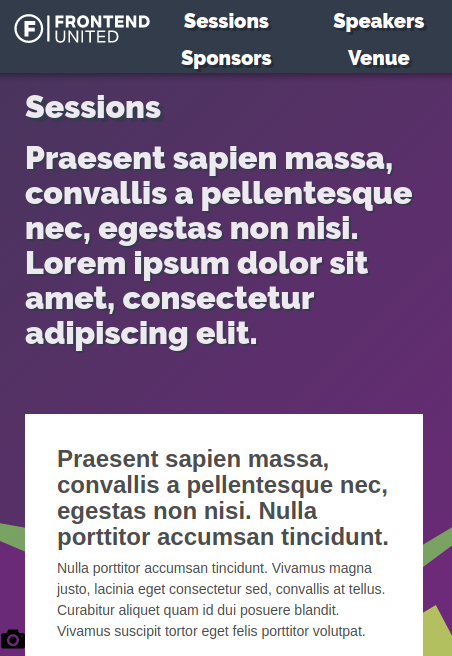 FRONTEND
UNITED
Sessions
Speakers
Sponsors
Venue
Sessions
Praesent sapien massa,
convallis a pellentesque
nec, egestas non nisi.
Lorem ipsum dolor sit
amet, consectetur
adipiscing elit.
Praesent sapien massa,
convallis a pellentesque nec,
egestas non nisi. Nulla
porttitor accumsan tincidunt.
Nulla porttitor accumsan tincidunt. Vivamus magna
justo, lacinia eget consectetur sed, convallis at tellus.
Curabitur aliquet quam id dui posuere blandit.
Vivamus suscipit tortor eget felis porttitor volutpat.